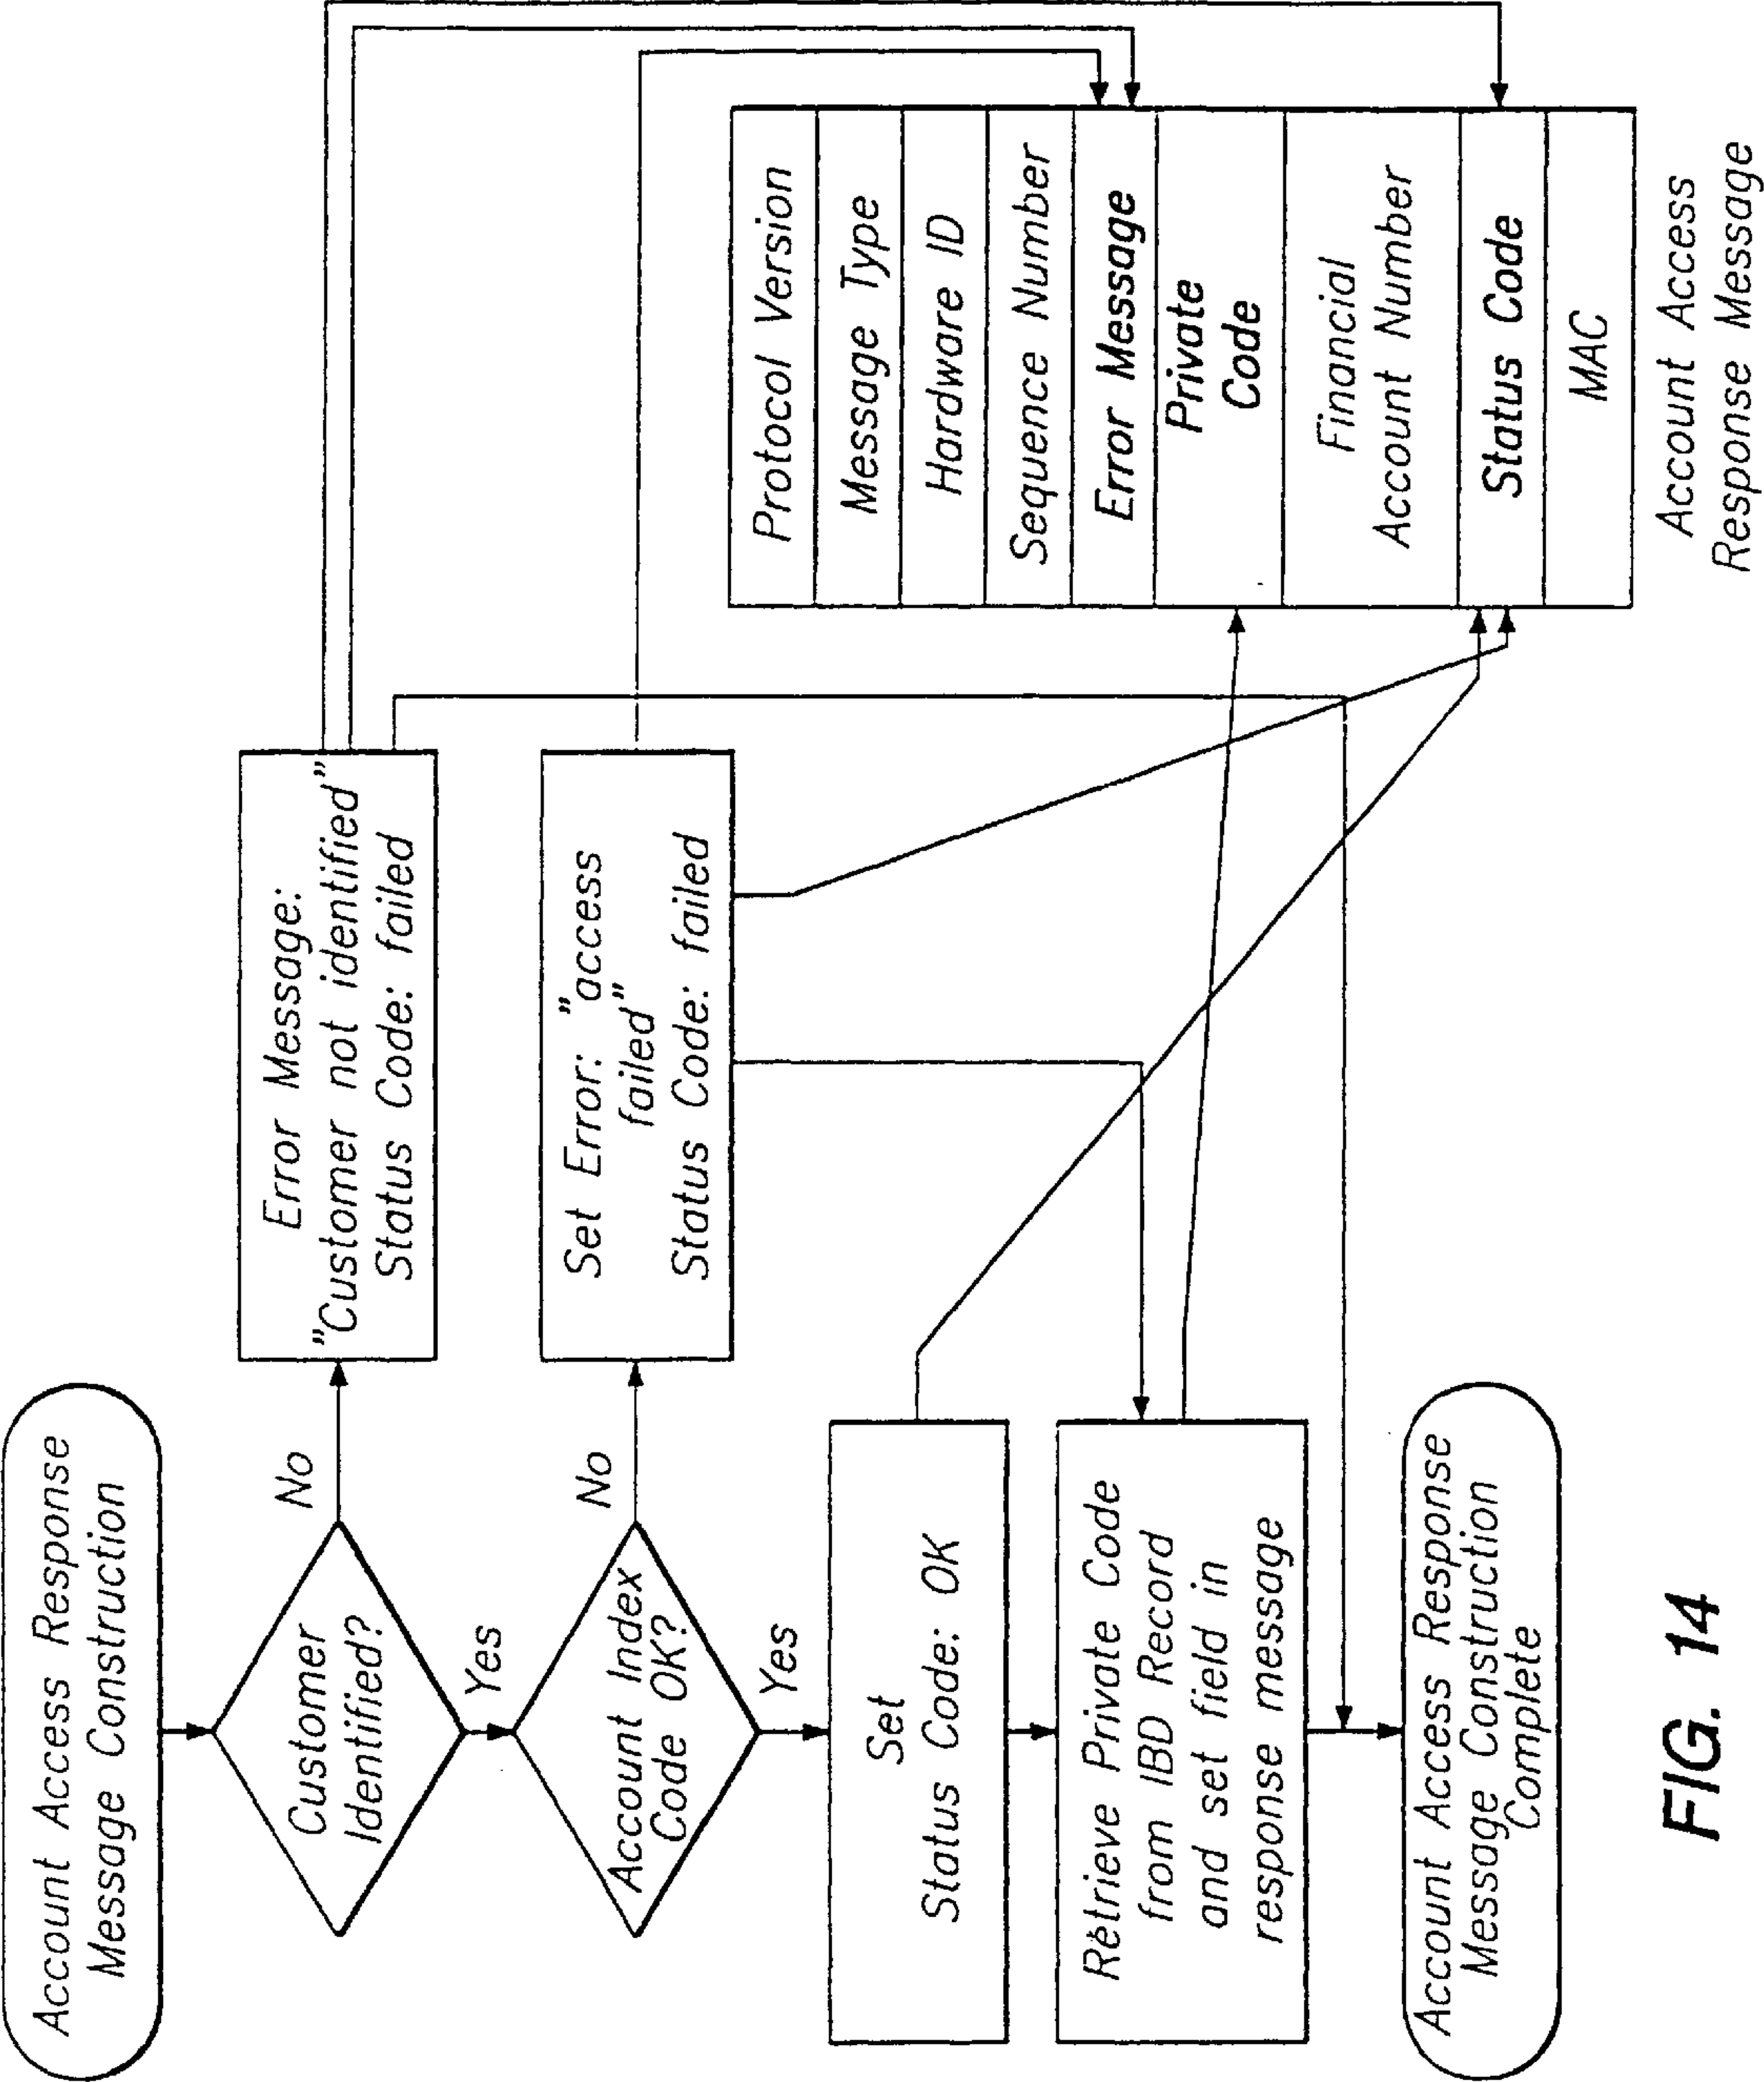 Account Access Response
Message Construction
Customer
Identified?
No
Error Message:
"Customer not identified"
Status Code: failed
Yes
Account Index
Code OK?
No
Set Error: "access
failed"
Status Code: failed
Yes
Set
Status Code: OK
Retrieve Private Code
from IBD Record
and set field in
response message
Account Access Response
Message Construction
Complete
Protocol Version
Message Type
Hardware ID
Sequence Number
Error Message
Private
Code
Financial
Account Number
Status Code
MAC
Account Access
Response Message
FIG. 14